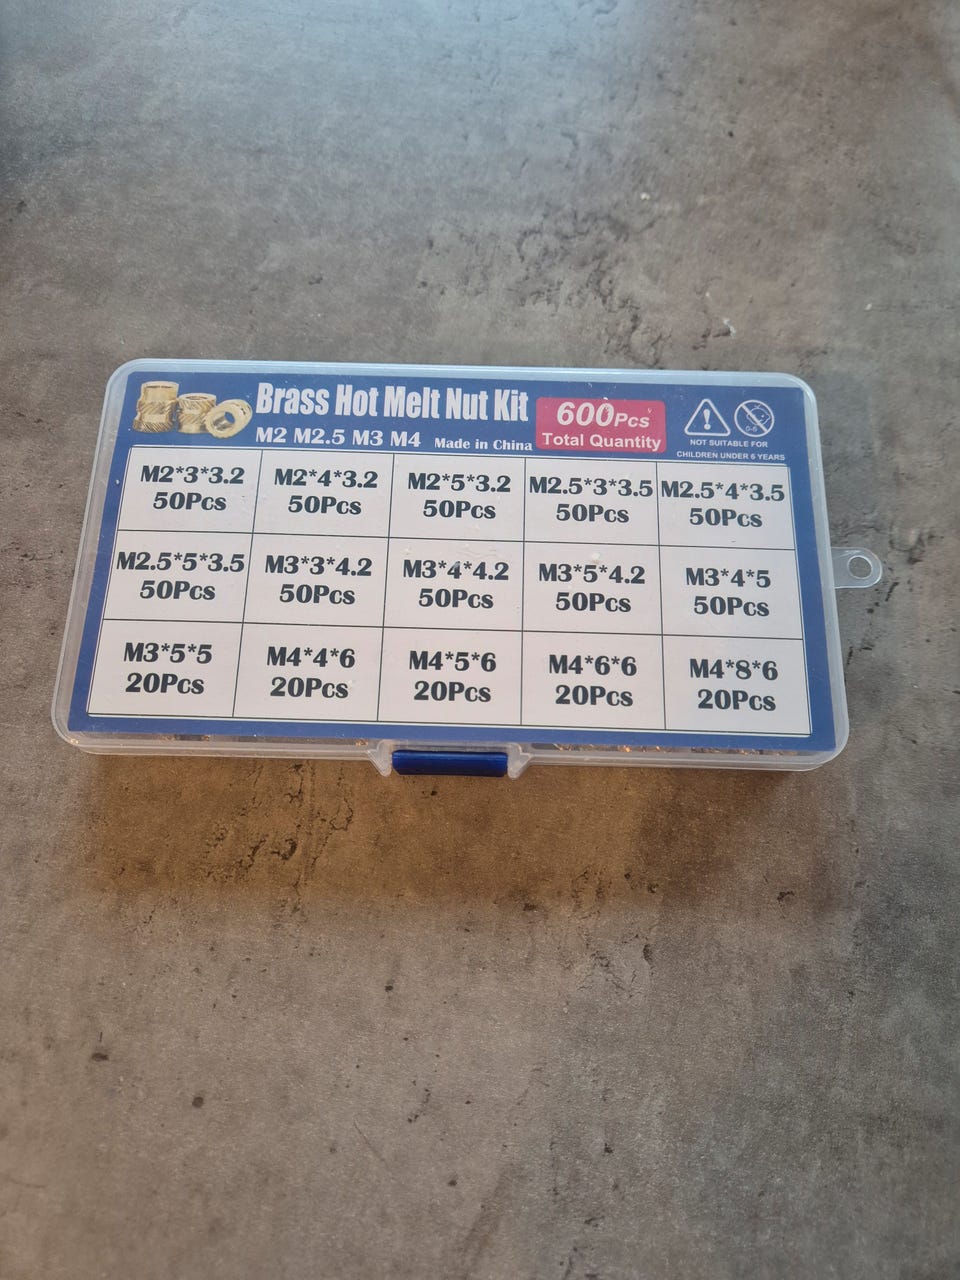 Brass Hot Melt Nut Kit
M2 M2.5 M3 M4 Made in China
600Pcs
Total Quantity
0-6
NOT SUITABLE FOR
CHILDREN UNDER 6 YEARS
M2*3*3.2
50Pcs
M2*4*3.2
50Pcs
M2*5*3.2
50Pcs
M2.5*3*3.5
50Pcs
M2.5*4*3.5
50Pcs
M2.5*5*3.5
50Pcs
M3*3*4.2
50Pcs
M3*4*4.2
50Pcs
M3*5*4.2
50Pcs
M3*4*5
50Pcs
M3*5*5
20Pcs
M4*4*6
20Pcs
M4*5*6
20Pcs
M4*6*6
20Pcs
M4*8*6
20Pcs